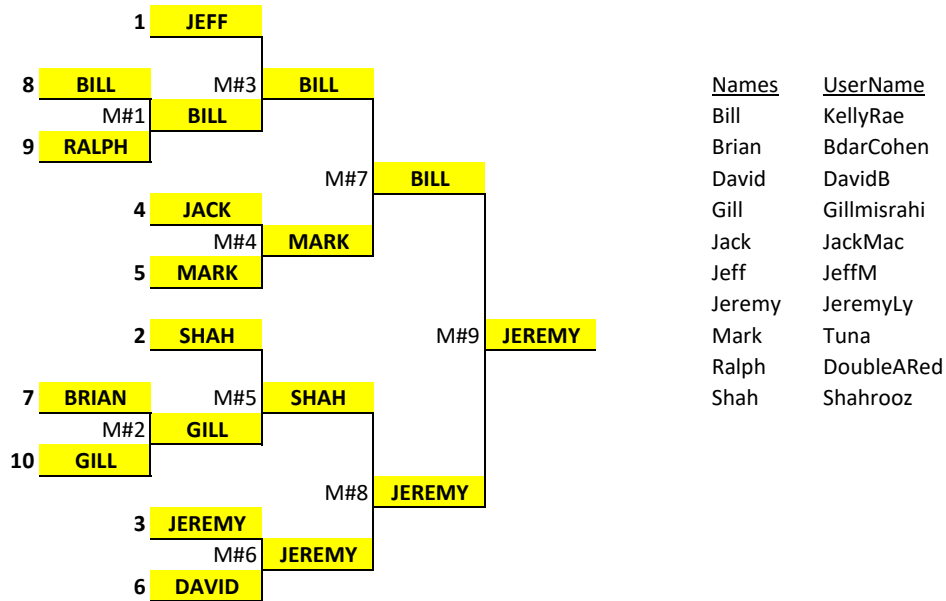 1 JEFF
8 BILL M#3 BILL Names UserName
M#1 BILL Bill KellyRae
9 RALPH Brian BdarCohen
M#7 BILL David DavidB
4 JACK Gill Gillmisrahi
M#4 MARK Jack JackMac
5 MARK Jeff JeffM
Jeremy JeremyLy
Mark Tuna
2 SHAH M#9 JEREMY Ralph DoubleARed
Shah Shahrooz
7 BRIAN M#5 SHAH
M#2 GILL
10 GILL
M#8 JEREMY
3 JEREMY
M#6 JEREMY
6 DAVID